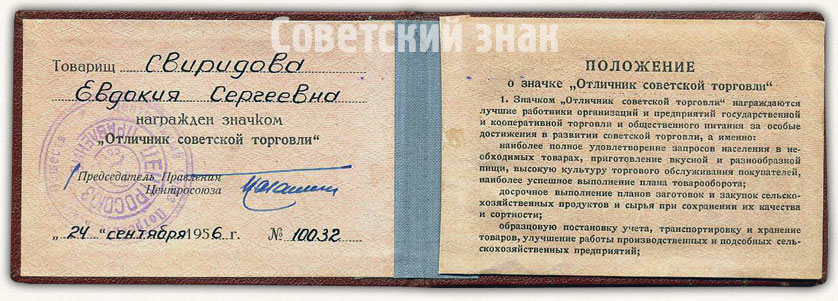 Советский знак
Товарищ Свиридова
Евдокия Сергеевна
награжден значком
„Отличник советской торговли“
Председатель Правления
Центросоюза
„24“ сентября 1956 г. № 10032
ПОЛОЖЕНИЕ
о значке „Отличник советской торговли“
1. Значком „Отличник советской торговли“ награждаются
лучшие работники организаций и предприятий государственной
и кооперативной торговли и общественного питания за особые
достижения в развитии советской торговли, а именно:
наиболее полное удовлетворение запросов населения в не-
обходимых товарах, приготовление вкусной и разнообразной
пищи, высокую культуру торгового обслуживания покупателей,
наиболее успешное выполнение плана товарооборота;
досрочное выполнение планов заготовок и закупок сельско-
хозяйственных продуктов и сырья при сохранении их качества
и сортности;
образцовую постановку учета, транспортировку и хранение
товаров, улучшение работы производственных и подсобных сель-
скохозяйственных предприятий;